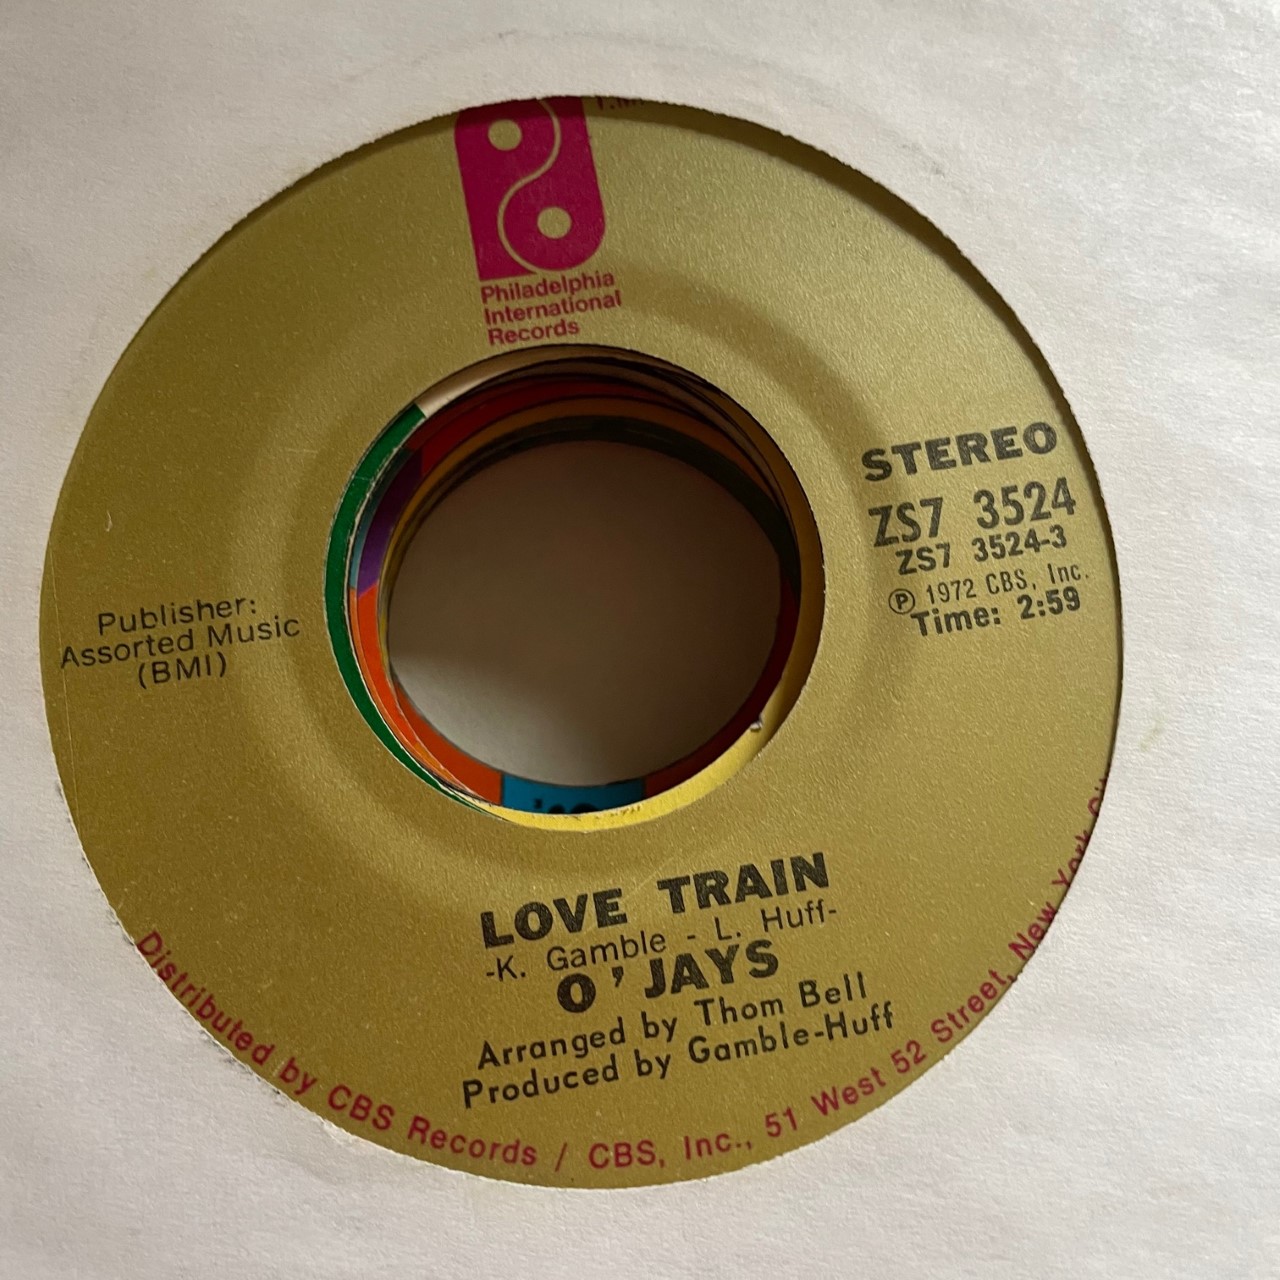 Philadelphia
International
Records
STEREO
ZS7 3524
ZS7 3524-3
Ⓟ 1972 CBS, Inc.
Time: 2:59
Publisher:
Assorted Music
(BMI)
LOVE TRAIN
-K. Gamble - L. Huff-
O'JAYS
Arranged by Thom Bell
Produced by Gamble-Huff
Distributed by CBS Records / CBS, Inc., 51 West 52 Street, New York